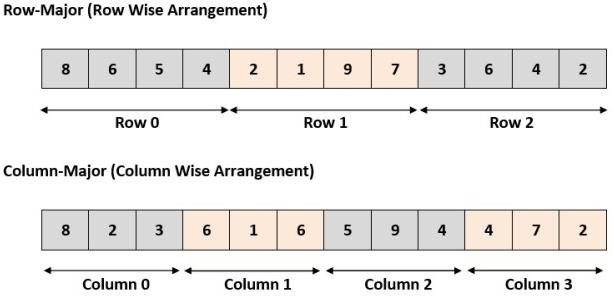 Row-Major (Row Wise Arrangement)
8 6 5 4 2 1 9 7 3 6 4 2
Row 0 Row 1 Row 2
Column-Major (Column Wise Arrangement)
8 2 3 6 1 6 5 9 4 4 7 2
Column 0 Column 1 Column 2 Column 3